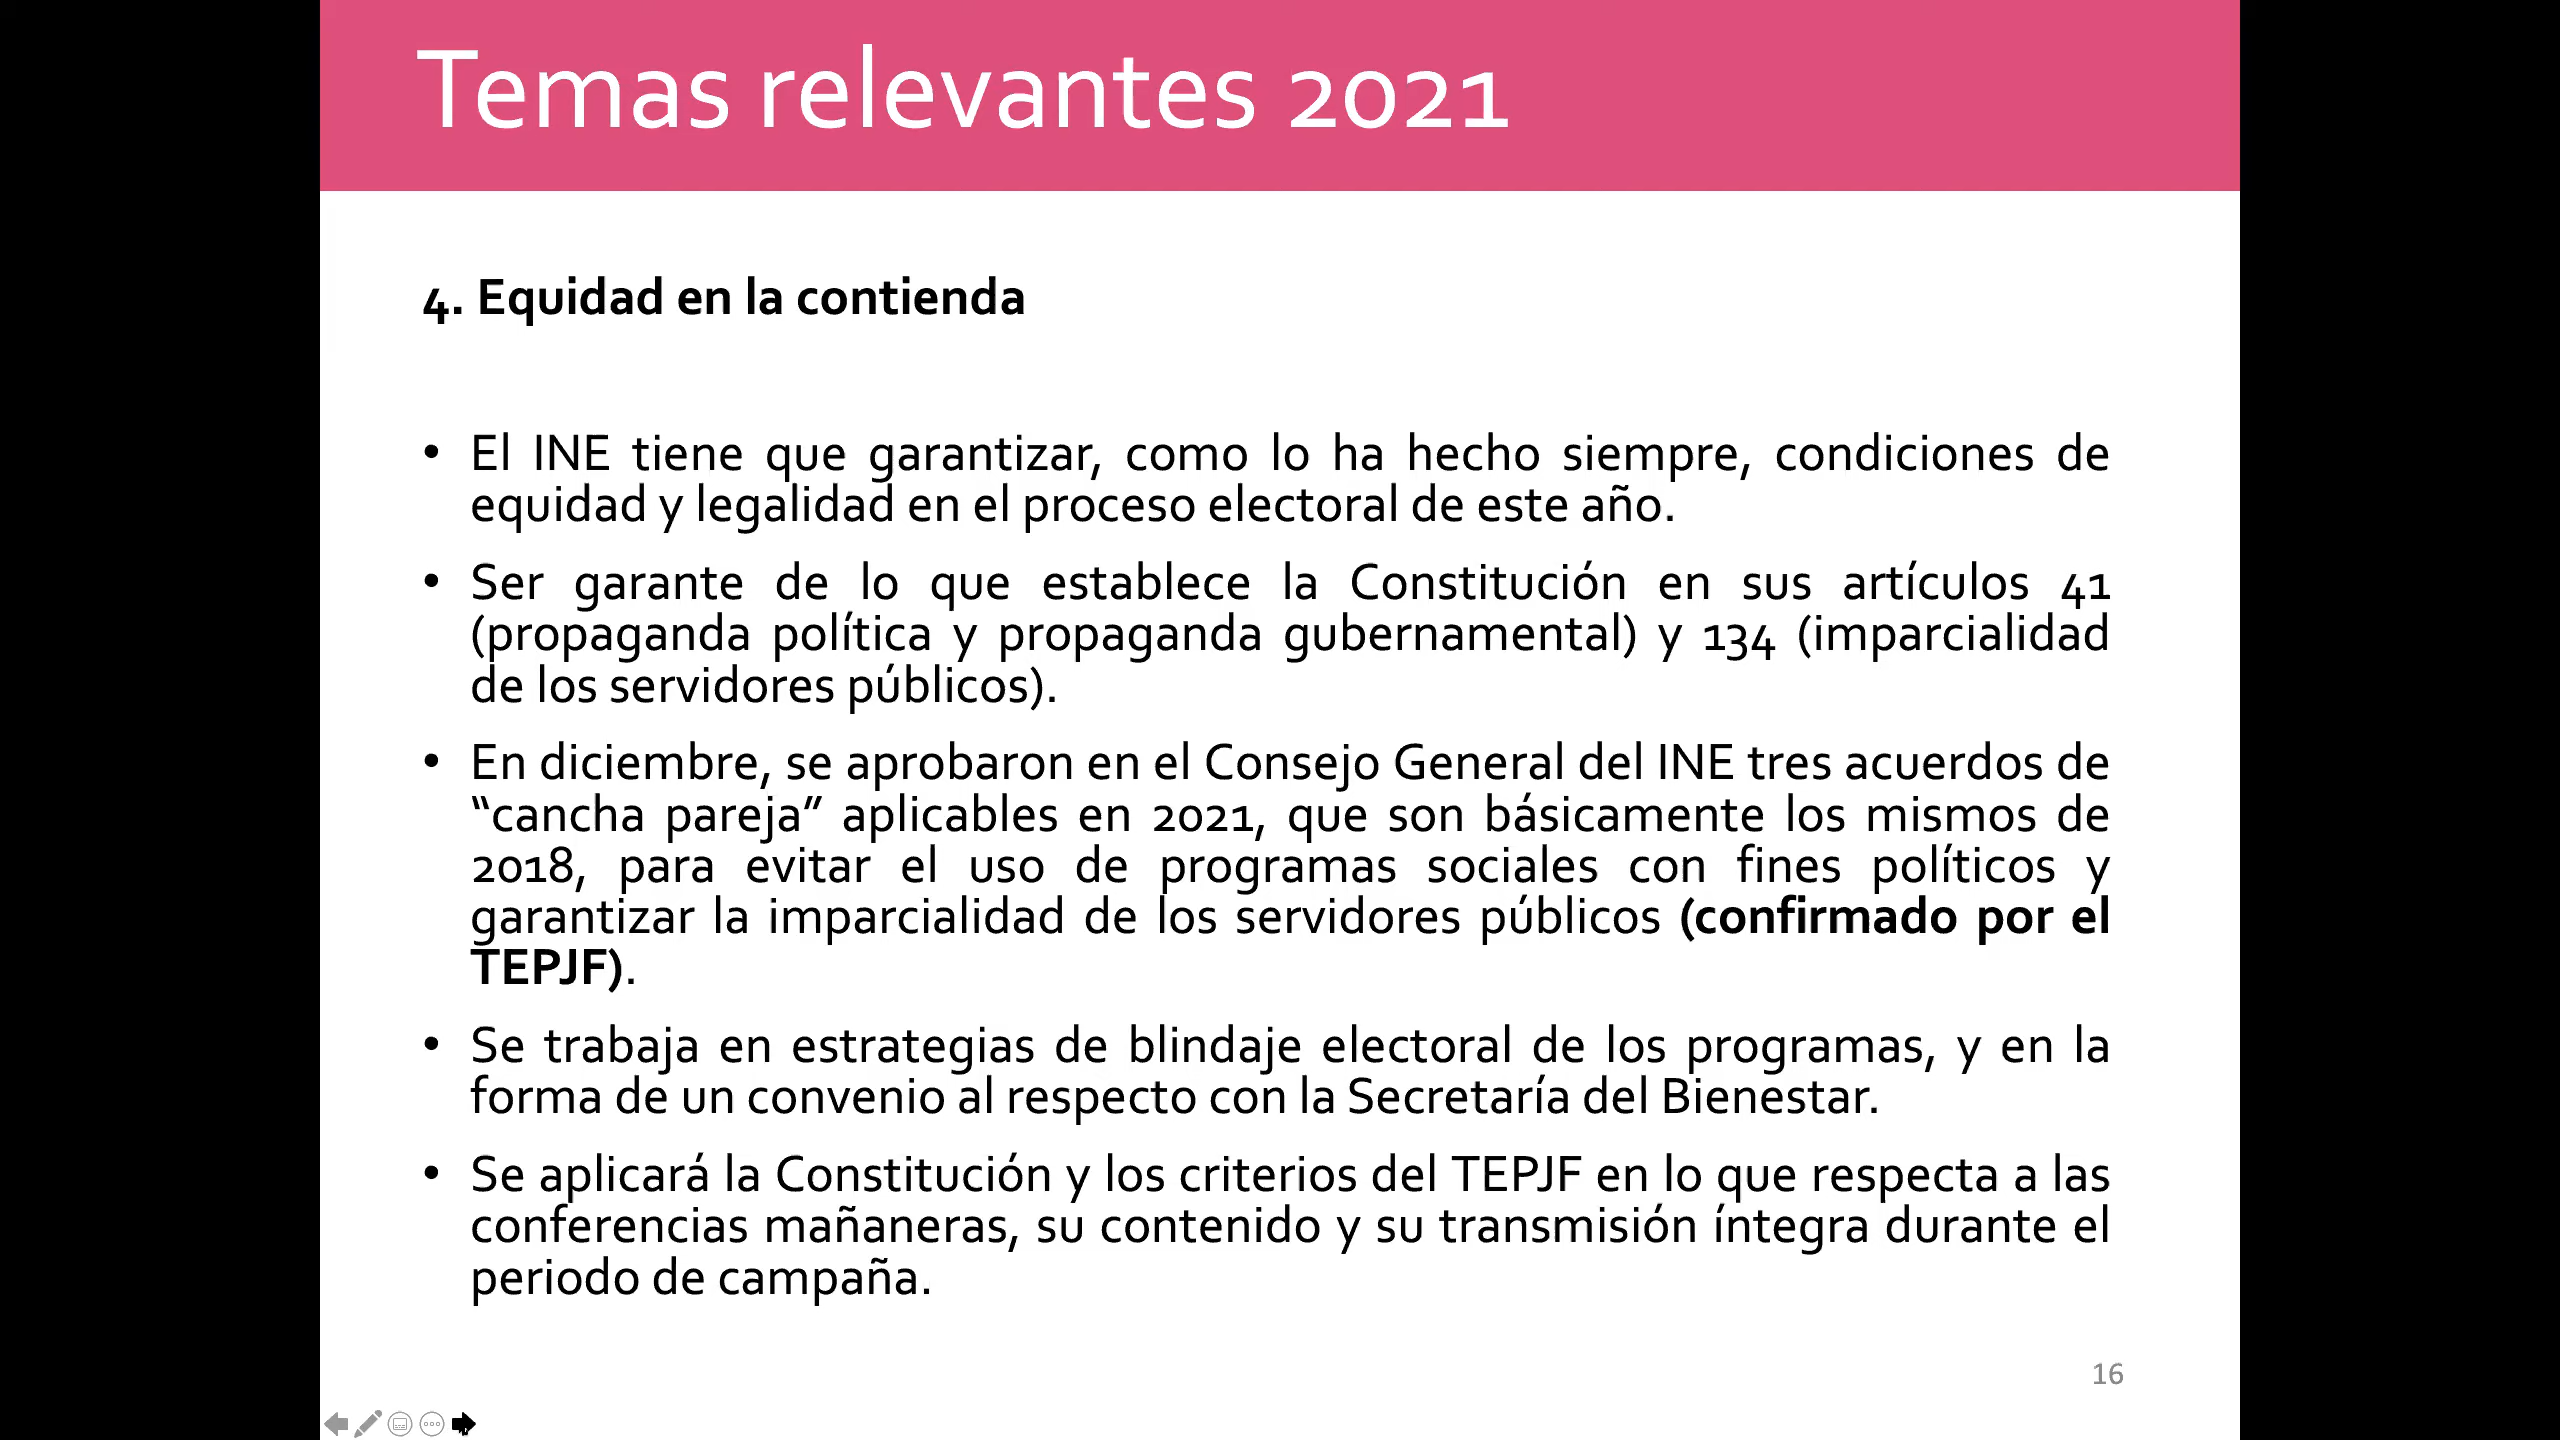 Temas relevantes 2021
4. Equidad en la contienda
• El INE tiene que garantizar, como lo ha hecho siempre, condiciones de
equidad y legalidad en el proceso electoral de este año.
• Ser garante de lo que establece la Constitución en sus artículos 41
(propaganda política y propaganda gubernamental) y 134 (imparcialidad
de los servidores públicos).
• En diciembre, se aprobaron en el Consejo General del INE tres acuerdos de
“cancha pareja” aplicables en 2021, que son básicamente los mismos de
2018, para evitar el uso de programas sociales con fines políticos y
garantizar la imparcialidad de los servidores públicos (confirmado por el
TEPJF).
• Se trabaja en estrategias de blindaje electoral de los programas, y en la
forma de un convenio al respecto con la Secretaría del Bienestar.
• Se aplicará la Constitución y los criterios del TEPJF en lo que respecta a las
conferencias mañaneras, su contenido y su transmisión íntegra durante el
periodo de campaña.
16